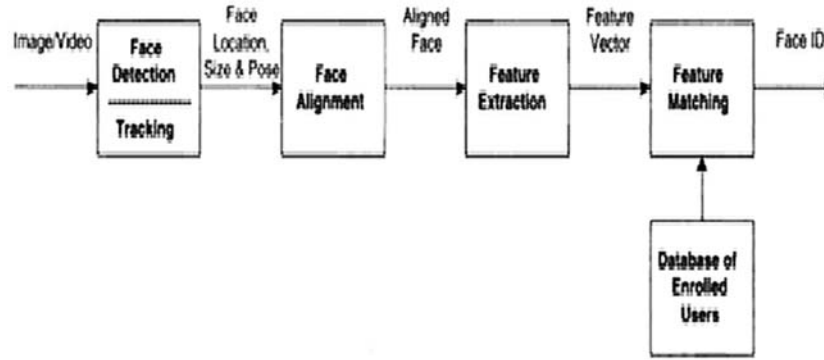 Image/Video
Face
Detection
Tracking
Face
Location,
Size & Pose
Face
Alignment
Aligned
Face
Feature
Extraction
Feature
Vector
Feature
Matching
Face ID
Database of
Enrolled
Users